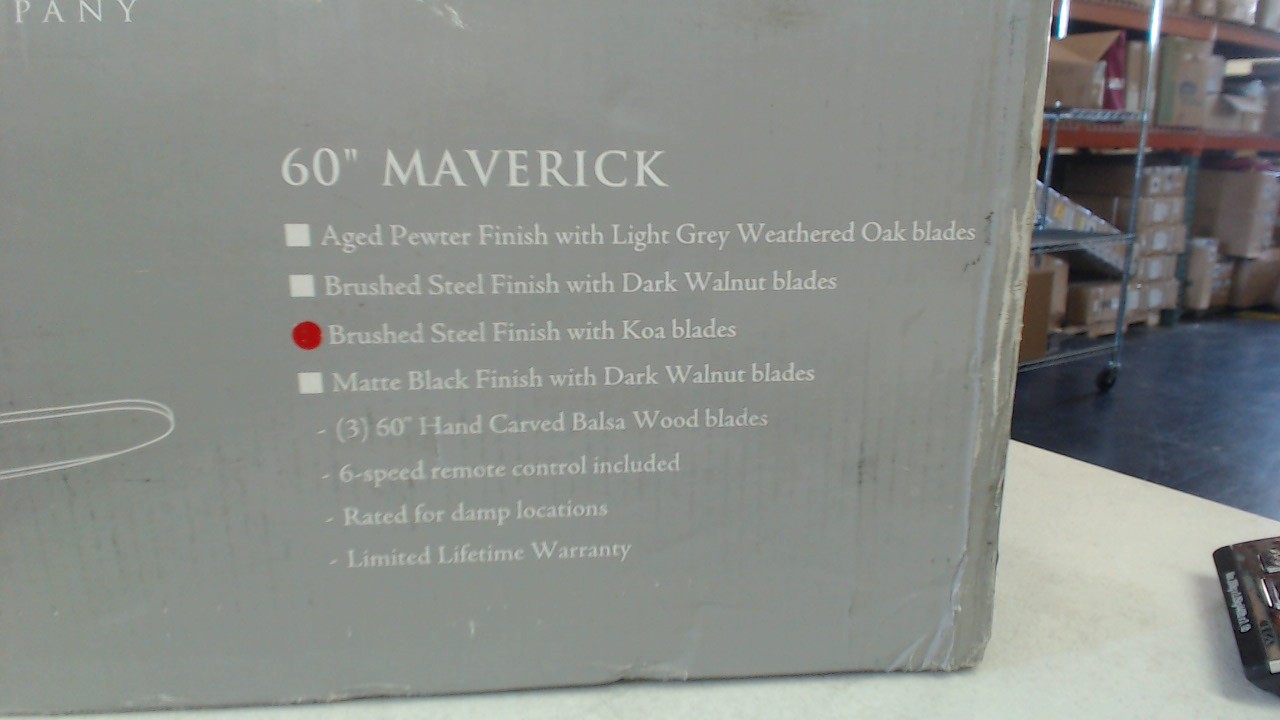 PANY
60" MAVERICK
Aged Pewter Finish with Light Grey Weathered Oak blades
Brushed Steel Finish with Dark Walnut blades
Brushed Steel Finish with Koa blades
Matte Black Finish with Dark Walnut blades
- (3) 60" Hand Carved Balsa Wood blades
- 6-speed remote control included
- Rated for damp locations
- Limited Lifetime Warranty